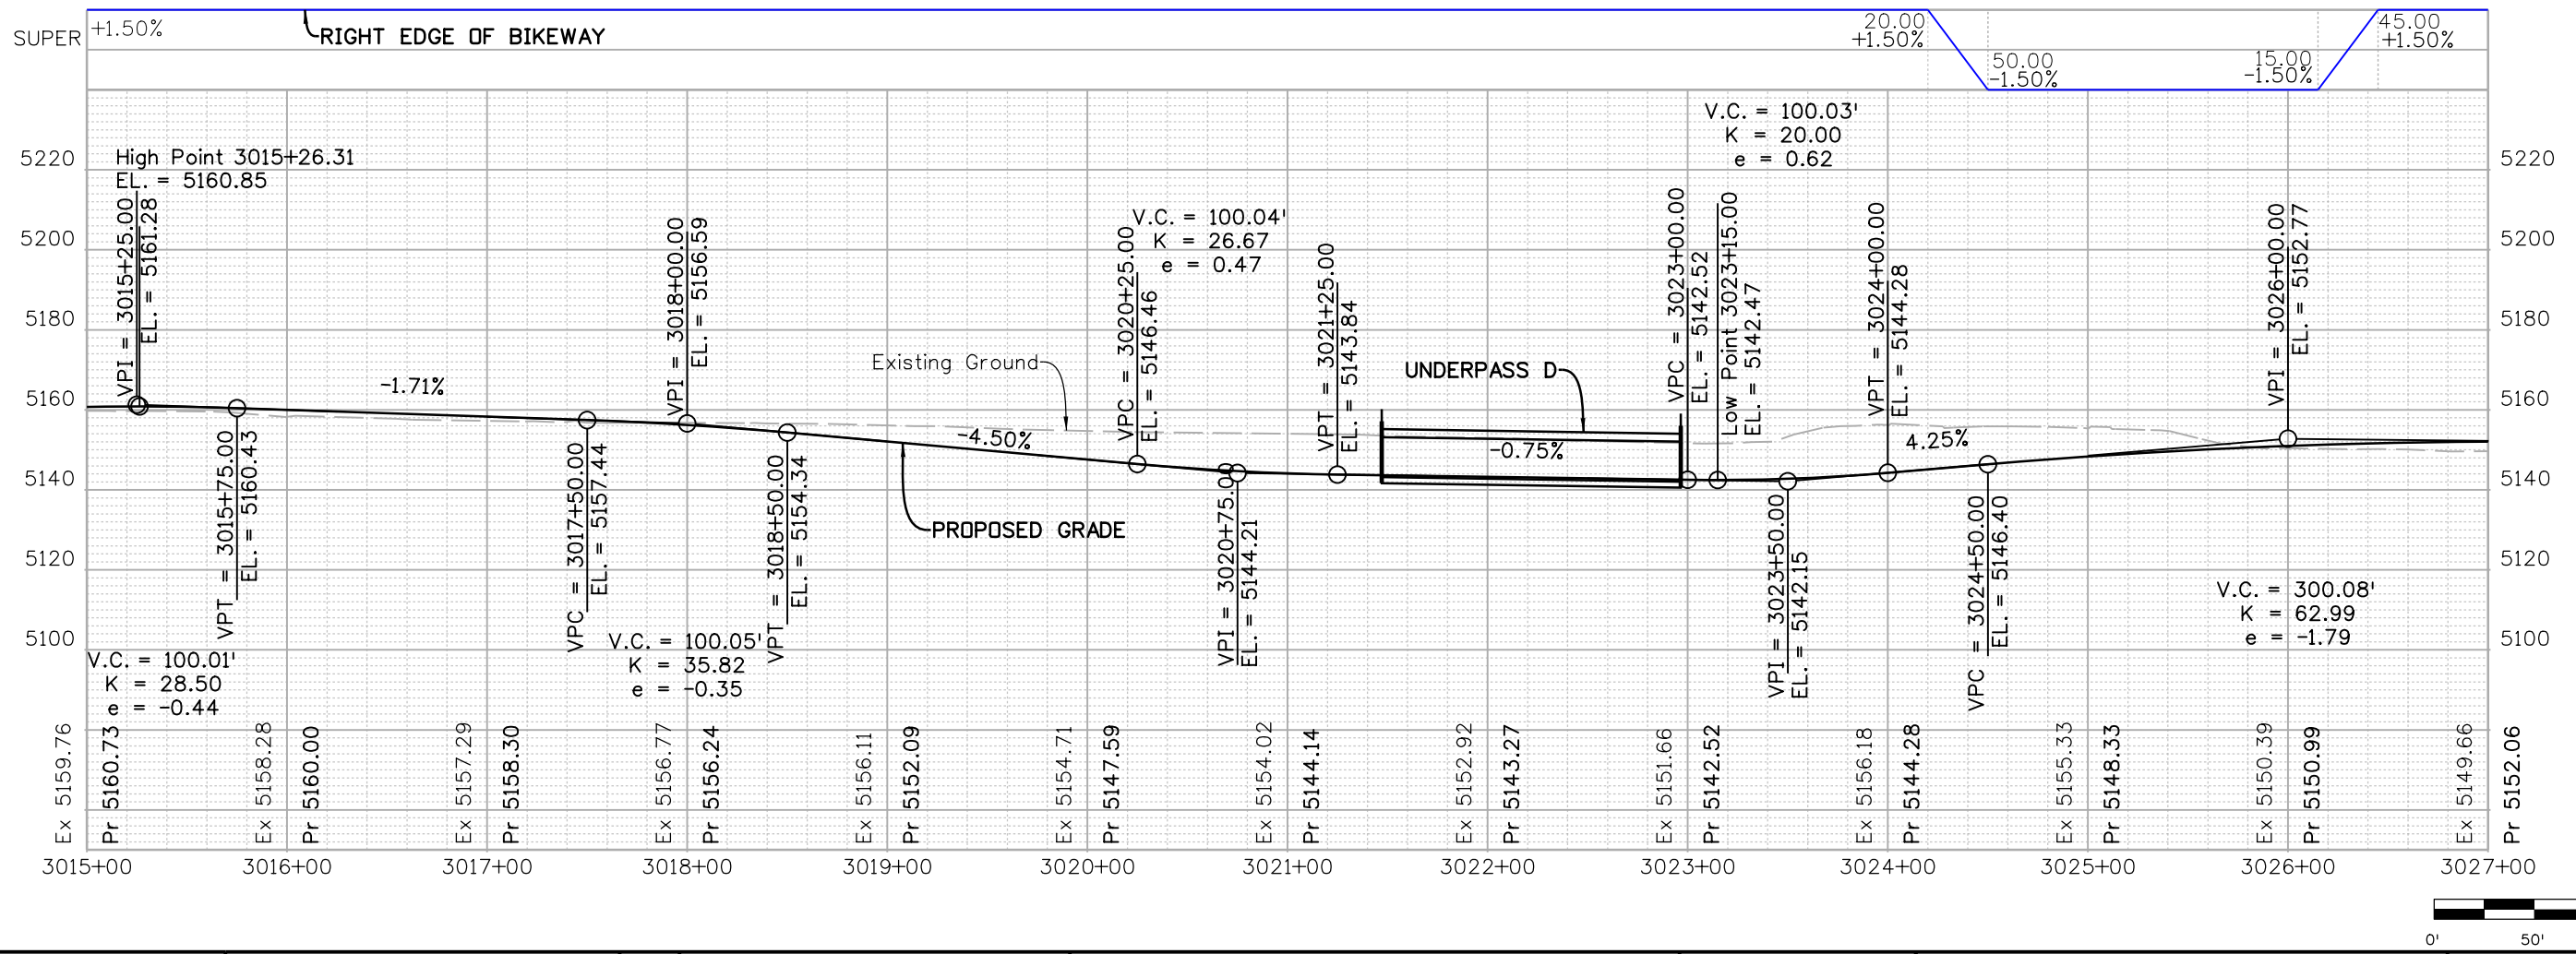 SUPER
+1.50%
RIGHT EDGE OF BIKEWAY
20.00
+1.50%
50.00
-1.50%
15.00
-1.50%
45.00
+1.50%
V.C. = 100.03'
K = 20.00
e = 0.62
5220
5200
5180
5160
5140
5120
5100
High Point 3015+26.31
EL. = 5160.85
VPI = 3015+25.00
EL. = 5161.28
-1.71%
VPT = 3015+75.00
EL. = 5160.43
V.C. = 100.01'
K = 28.50
e = -0.44
VPC = 3017+50.00
EL. = 5157.44
VPI = 3018+00.00
EL. = 5156.59
VPT = 3018+50.00
EL. = 5154.34
V.C. = 100.05'
K = 35.82
e = -0.35
Existing Ground
-4.50%
PROPOSED GRADE
V.C. = 100.04'
K = 26.67
e = 0.47
VPC = 3020+25.00
EL. = 5146.46
VPI = 3020+75.0
EL. = 5144.21
VPT = 3021+25.00
EL. = 5143.84
UNDERPASS D
-0.75%
VPC = 3023+00.00
EL. = 5142.52
Low Point 3023+15.00
EL. = 5142.47
VPI = 3023+50.00
EL. = 5142.15
VPT = 3024+00.00
EL. = 5144.28
4.25%
VPC = 3024+50.00
EL. = 5146.40
VPI = 3026+00.00
EL. = 5152.77
V.C. = 300.08'
K = 62.99
e = -1.79
5220
5200
5180
5160
5140
5120
5100
Ex 5159.76
Pr 5160.73
Ex 5158.28
Pr 5160.00
Ex 5157.29
Pr 5158.30
Ex 5156.77
Pr 5156.24
Ex 5156.11
Pr 5152.09
Ex 5154.71
Pr 5147.59
Ex 5154.02
Pr 5144.14
Ex 5152.92
Pr 5143.27
Ex 5151.66
Pr 5142.52
Ex 5156.18
Pr 5144.28
Ex 5155.33
Pr 5148.33
Ex 5150.39
Pr 5150.99
Ex 5149.66
Pr 5152.06
3015+00
3016+00
3017+00
3018+00
3019+00
3020+00
3021+00
3022+00
3023+00
3024+00
3025+00
3026+00
3027+00
0'
50'